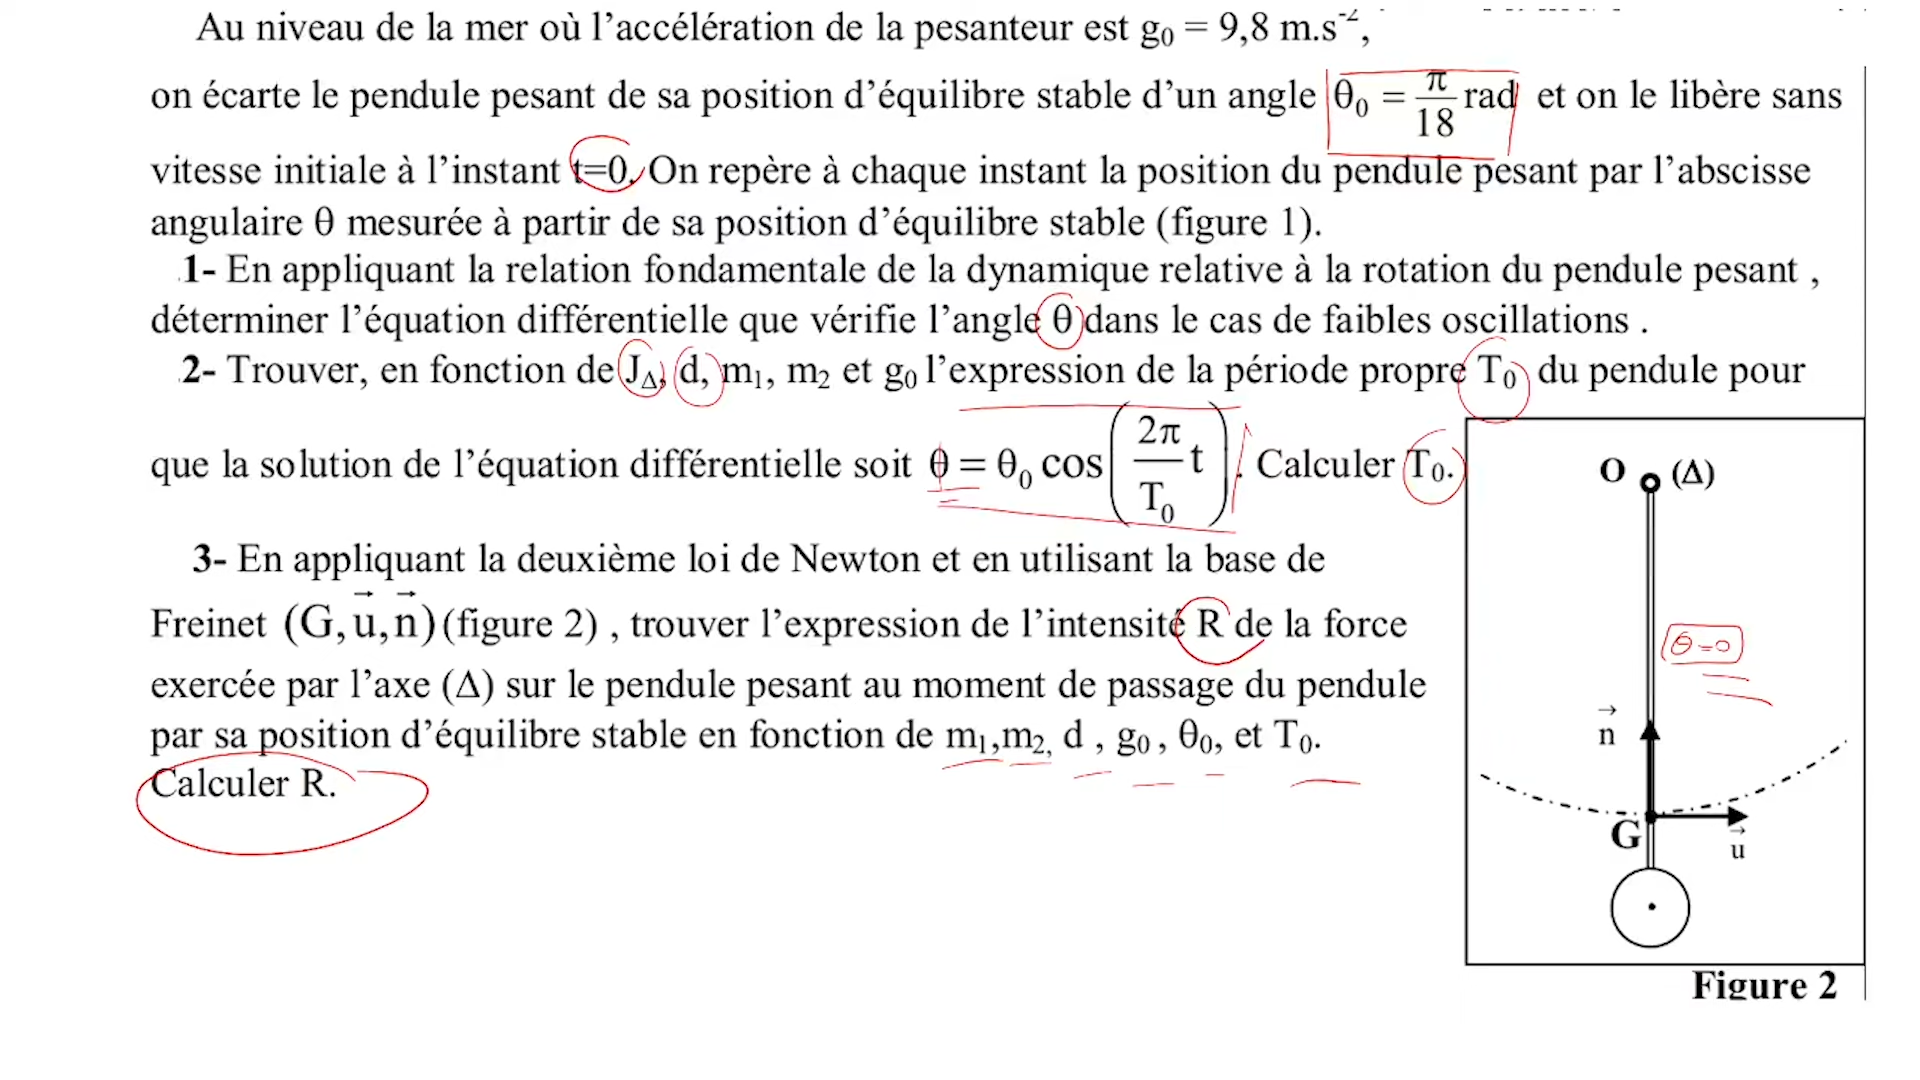 Au niveau de la mer où l’accélération de la pesanteur est g₀ = 9,8 m.s⁻²,
on écarte le pendule pesant de sa position d’équilibre stable d’un angle θ₀ = π/18 rad et on le libère sans
vitesse initiale à l’instant t=0. On repère à chaque instant la position du pendule pesant par l’abscisse
angulaire θ mesurée à partir de sa position d’équilibre stable (figure 1).
1- En appliquant la relation fondamentale de la dynamique relative à la rotation du pendule pesant ,
déterminer l’équation différentielle que vérifie l’angle θ dans le cas de faibles oscillations .
2- Trouver, en fonction de J_Δ, d, m₁, m₂ et g₀ l’expression de la période propre T₀ du pendule pour
que la solution de l’équation différentielle soit θ = θ₀ cos(2π/T₀ t). Calculer T₀.
3- En appliquant la deuxième loi de Newton et en utilisant la base de
Freinet (G, u⃗, n⃗) (figure 2) , trouver l’expression de l’intensité R de la force
exercée par l’axe (Δ) sur le pendule pesant au moment de passage du pendule
par sa position d’équilibre stable en fonction de m₁,m₂, d , g₀ , θ₀, et T₀.
Calculer R.
O (Δ)
θ=0
n⃗
G
u⃗
Figure 2